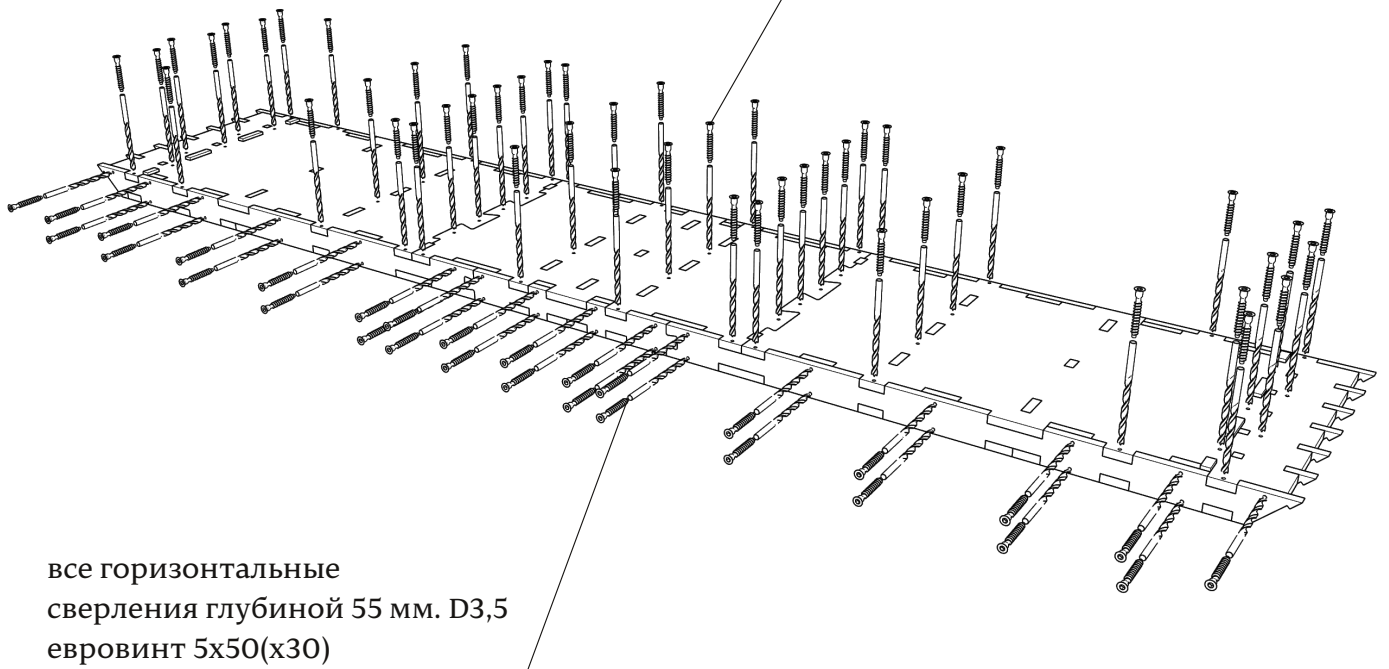 все горизонтальные
сверления глубиной 55 мм. D3,5
евровинт 5х50(х30)